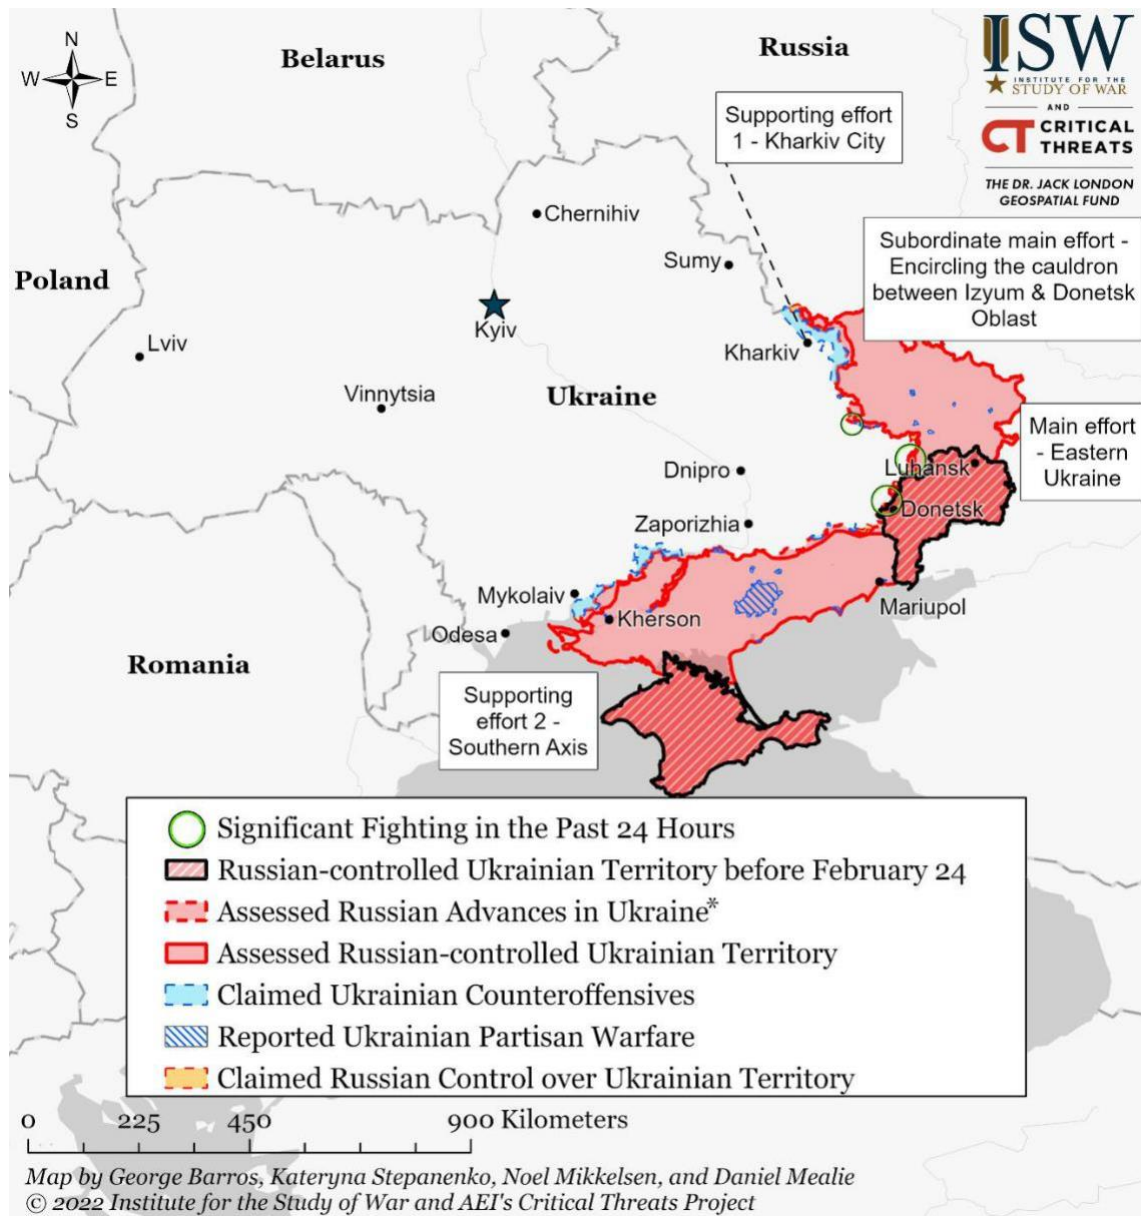 N
W E
S
Belarus
Russia
ISW
INSTITUTE FOR THE
STUDY OF WAR
AND
CT CRITICAL
THREATS
THE DR. JACK LONDON
GEOSPATIAL FUND
Supporting effort
1 - Kharkiv City
Chernihiv
Sumy
Subordinate main effort -
Encircling the cauldron
between Izyum & Donetsk
Oblast
Poland
Kyiv
Lviv
Kharkiv
Vinnytsia
Ukraine
Main effort
- Eastern
Ukraine
Dnipro
Luhansk
Donetsk
Zaporizhia
Mykolaiv
Mariupol
Kherson
Odesa
Romania
Supporting
effort 2 -
Southern Axis
Significant Fighting in the Past 24 Hours
Russian-controlled Ukrainian Territory before February 24
Assessed Russian Advances in Ukraine*
Assessed Russian-controlled Ukrainian Territory
Claimed Ukrainian Counteroffensives
Reported Ukrainian Partisan Warfare
Claimed Russian Control over Ukrainian Territory
0 225 450 900 Kilometers
Map by George Barros, Kateryna Stepanenko, Noel Mikkelsen, and Daniel Mealie
© 2022 Institute for the Study of War and AEI's Critical Threats Project